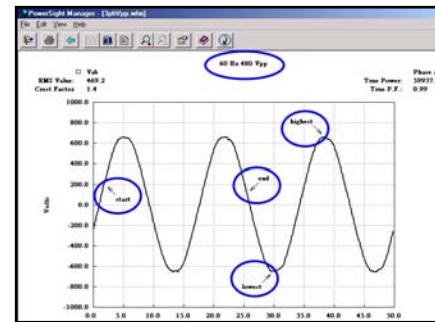 PowerSight Manager - [3phVpp.wfm]
File Edit View Help
60 Hz 480 Vpp
Vab
Phase
RMS Value: 469.2
True Power: 59937.
Crest Factor 1.4
True P.F.: 0.99
1000.0
800.0
600.0
400.0
200.0
0.0
-200.0
-400.0
-600.0
-800.0
-1000.0
Volts
highest
end
start
lowest
0.0 5.0 10.0 15.0 20.0 25.0 30.0 35.0 40.0 45.0 50.0